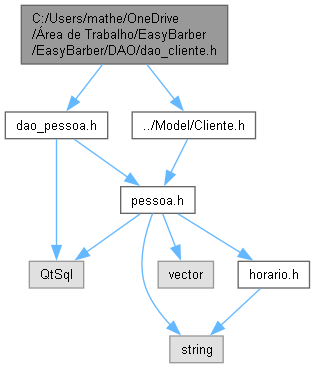 C:/Users/mathe/OneDrive
/Área de Trabalho/EasyBarber
/EasyBarber/DAO/dao_cliente.h
dao_pessoa.h
../Model/Cliente.h
pessoa.h
QtSql
vector
horario.h
string